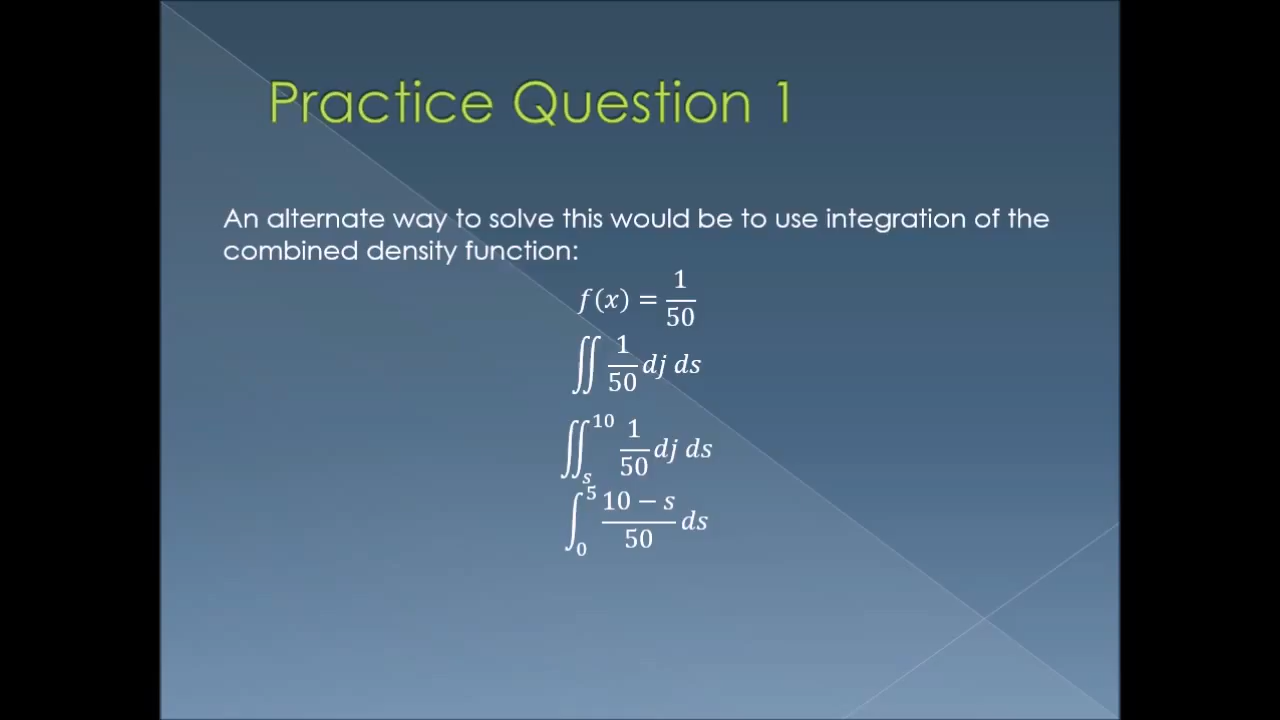 Practice Question 1
An alternate way to solve this would be to use integration of the
combined density function:
f(x) = 1/50
∬ 1/50 dj ds
∬_s^10 1/50 dj ds
∫_0^5 (10 − s)/50 ds